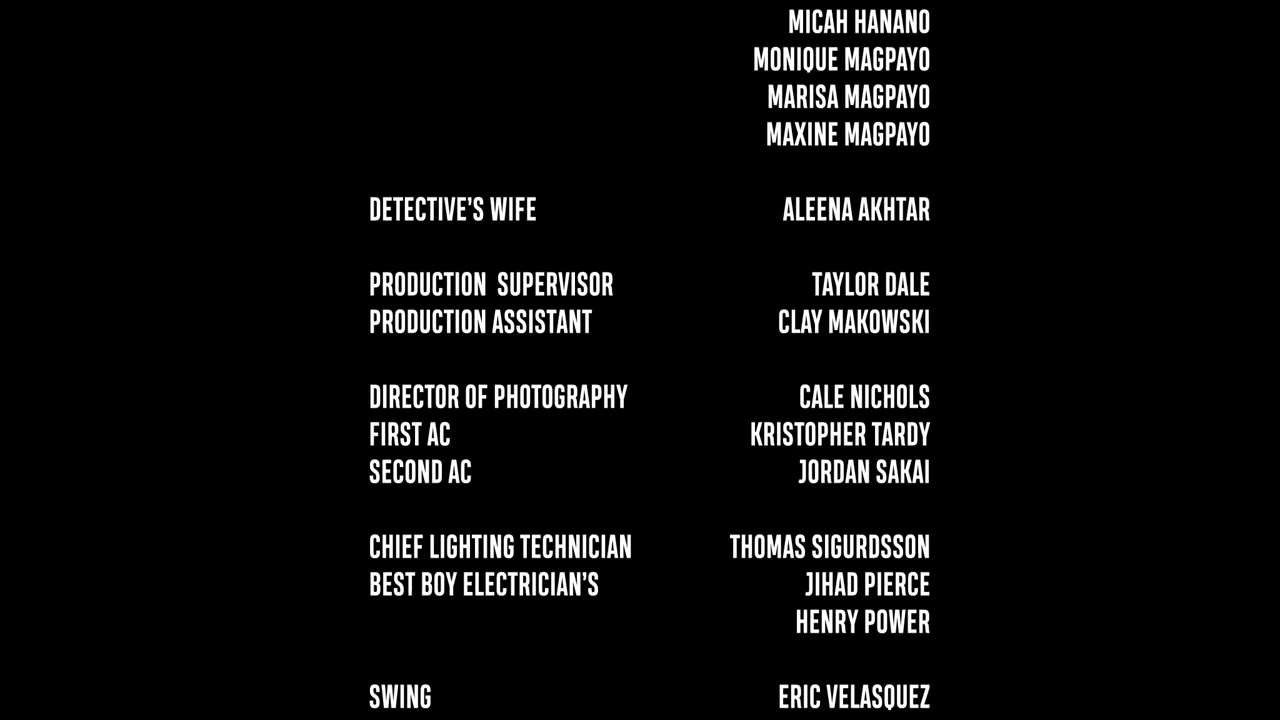 MICAH HANANO
MONIQUE MAGPAYO
MARISA MAGPAYO
MAXINE MAGPAYO
DETECTIVE'S WIFE ALEENA AKHTAR
PRODUCTION  SUPERVISOR TAYLOR DALE
PRODUCTION ASSISTANT CLAY MAKOWSKI
DIRECTOR OF PHOTOGRAPHY CALE NICHOLS
FIRST AC KRISTOPHER TARDY
SECOND AC JORDAN SAKAI
CHIEF LIGHTING TECHNICIAN THOMAS SIGURDSSON
BEST BOY ELECTRICIAN'S JIHAD PIERCE
HENRY POWER
SWING ERIC VELASQUEZ